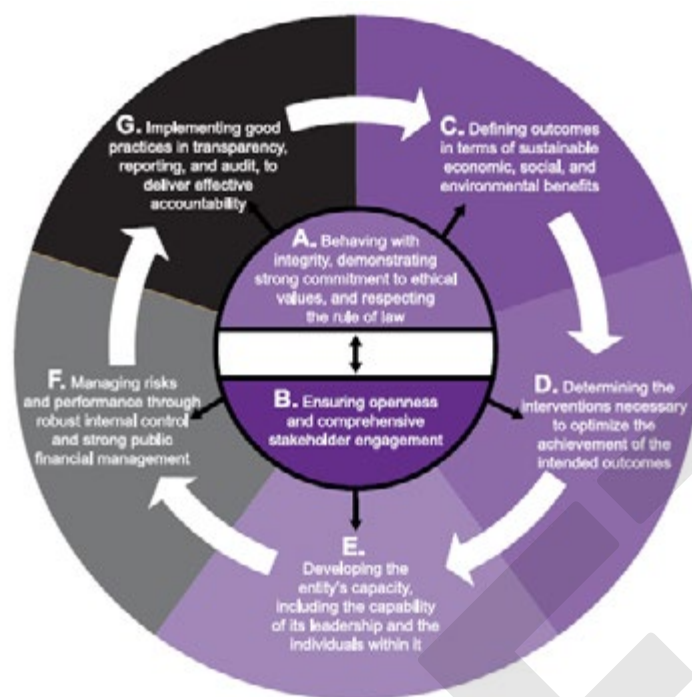 G. Implementing good
practices in transparency,
reporting, and audit, to
deliver effective
accountability
C. Defining outcomes
in terms of sustainable
economic, social, and
environmental benefits
A. Behaving with
integrity, demonstrating
strong commitment to ethical
values, and respecting
the rule of law
F. Managing risks
and performance through
robust internal control
and strong public
financial management
B. Ensuring openness
and comprehensive
stakeholder engagement
D. Determining the
interventions necessary
to optimize the
achievement of the
intended outcomes
E.
Developing the
entity's capacity,
including the capability
of its leadership and the
individuals within it